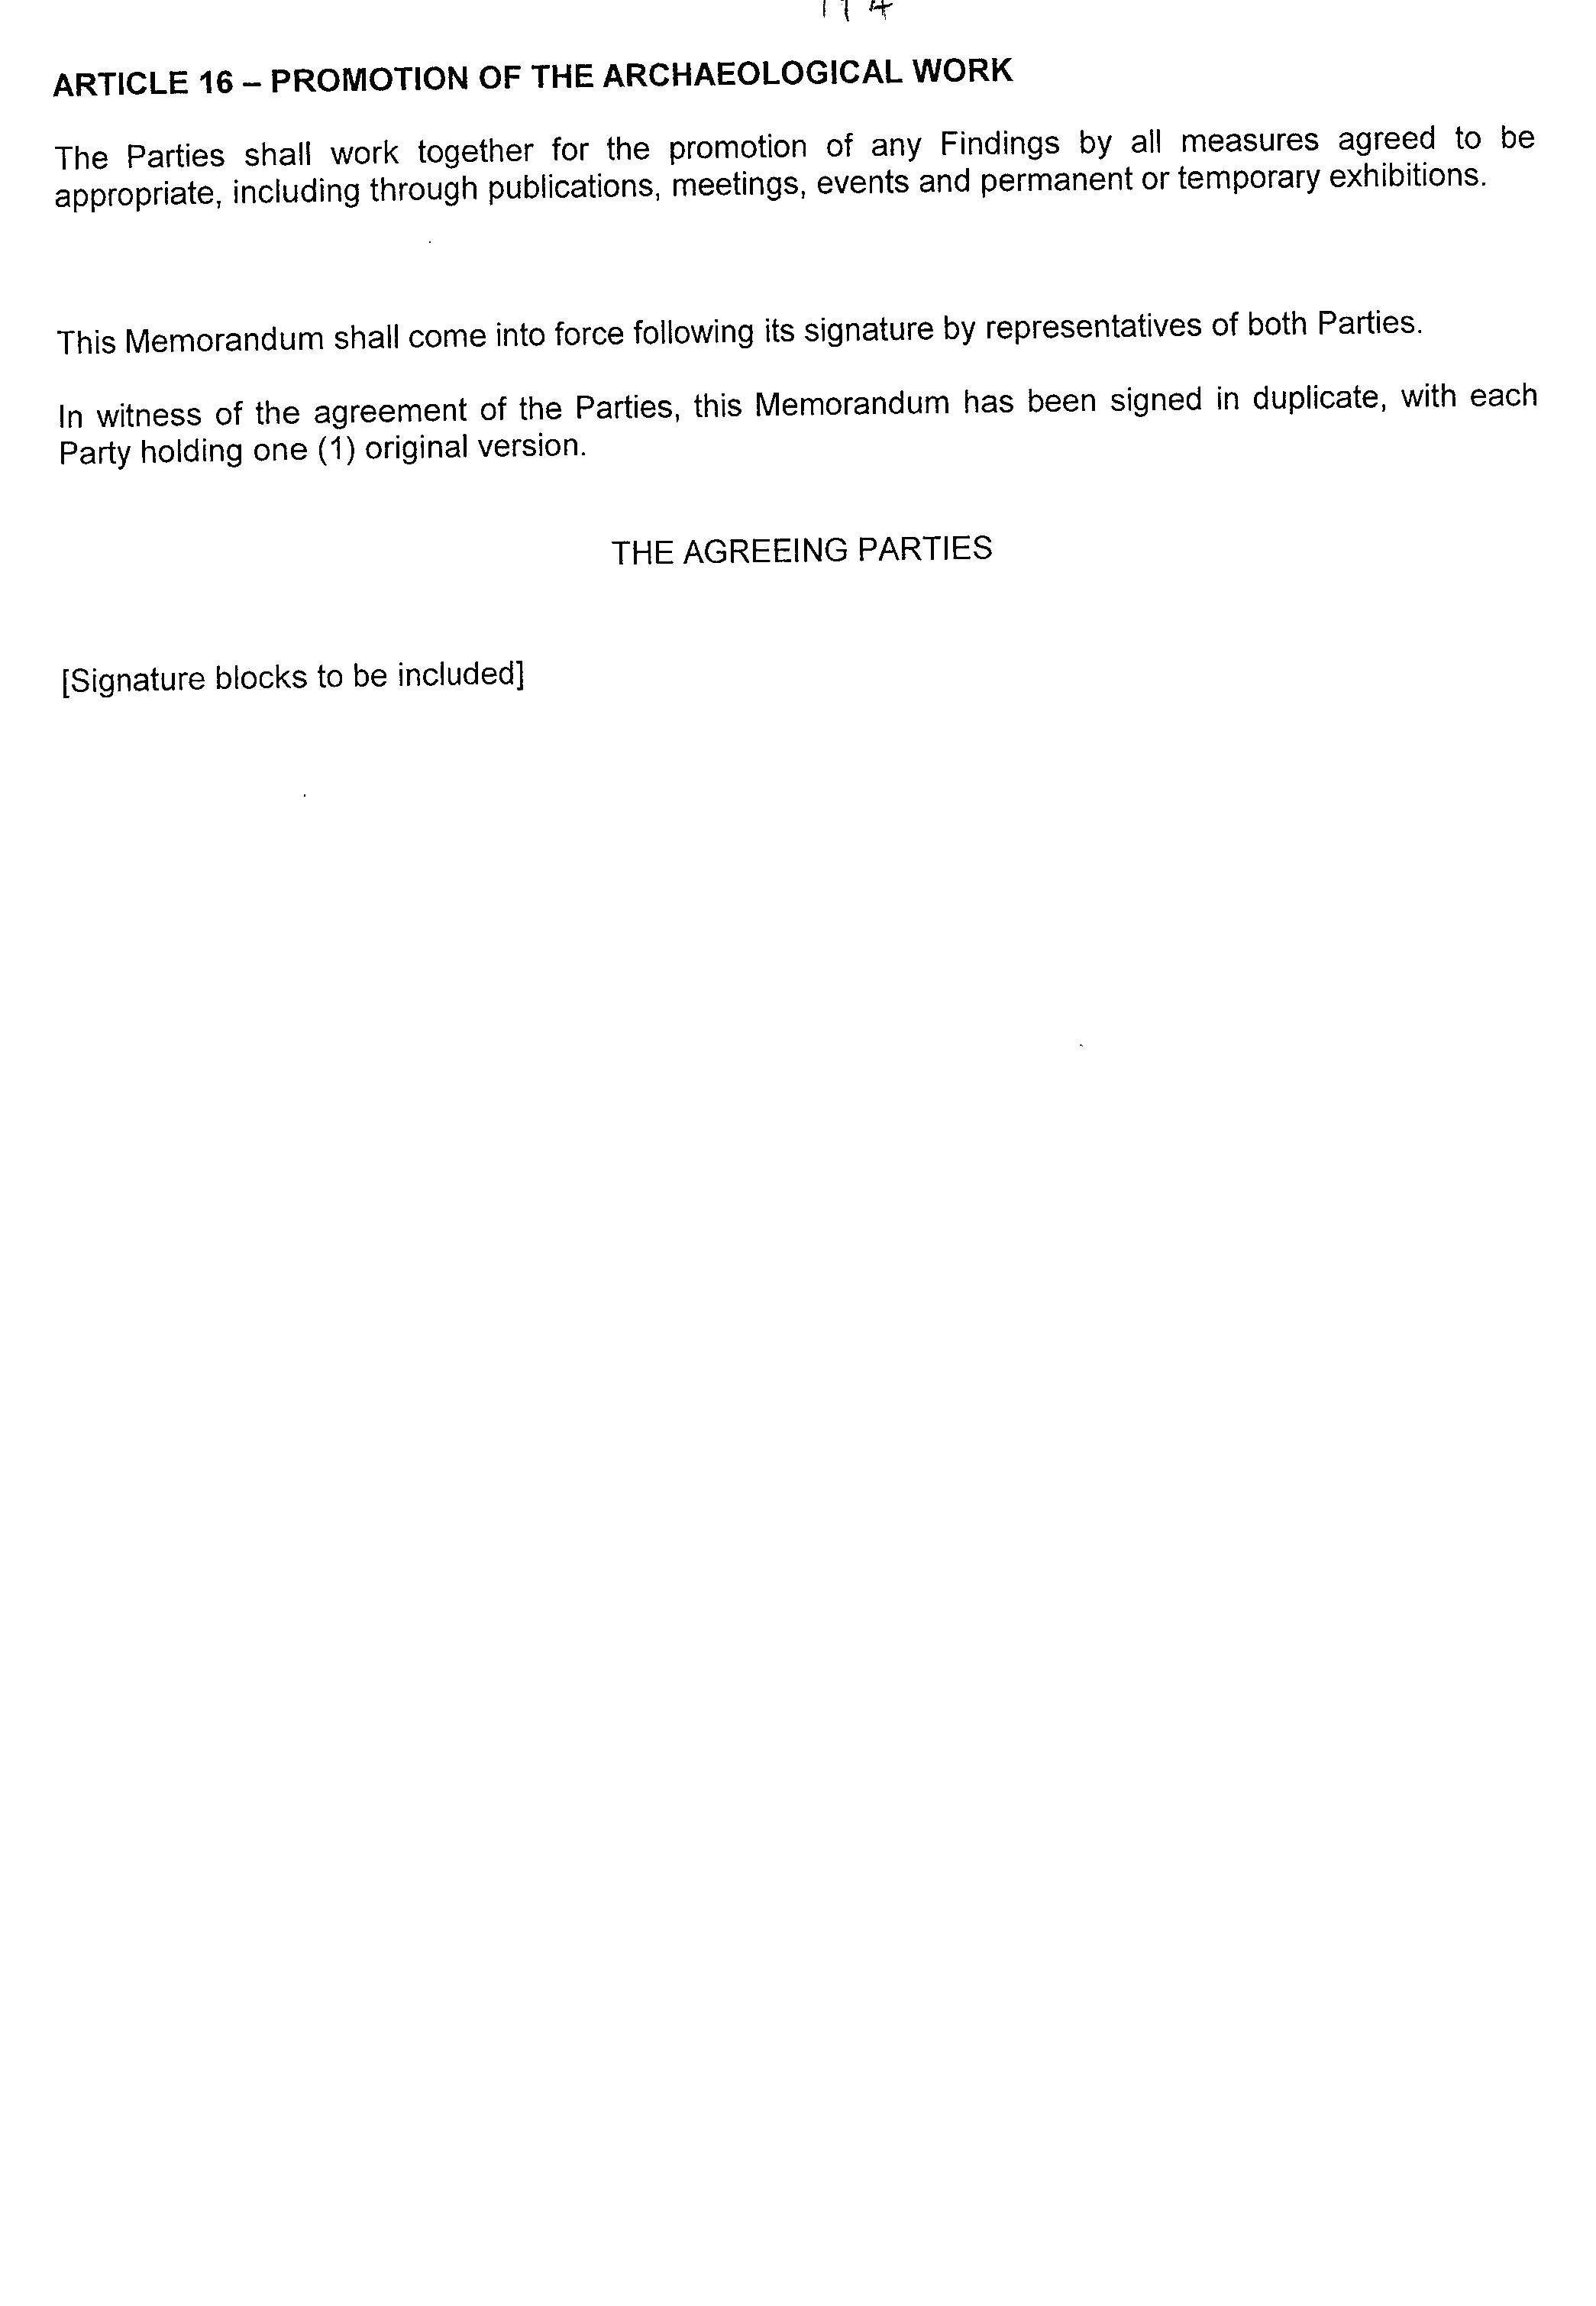 ARTICLE 16 – PROMOTION OF THE ARCHAEOLOGICAL WORK
The Parties shall work together for the promotion of any Findings by all measures agreed to be
appropriate, including through publications, meetings, events and permanent or temporary exhibitions.
This Memorandum shall come into force following its signature by representatives of both Parties.
In witness of the agreement of the Parties, this Memorandum has been signed in duplicate, with each
Party holding one (1) original version.
THE AGREEING PARTIES
[Signature blocks to be included]